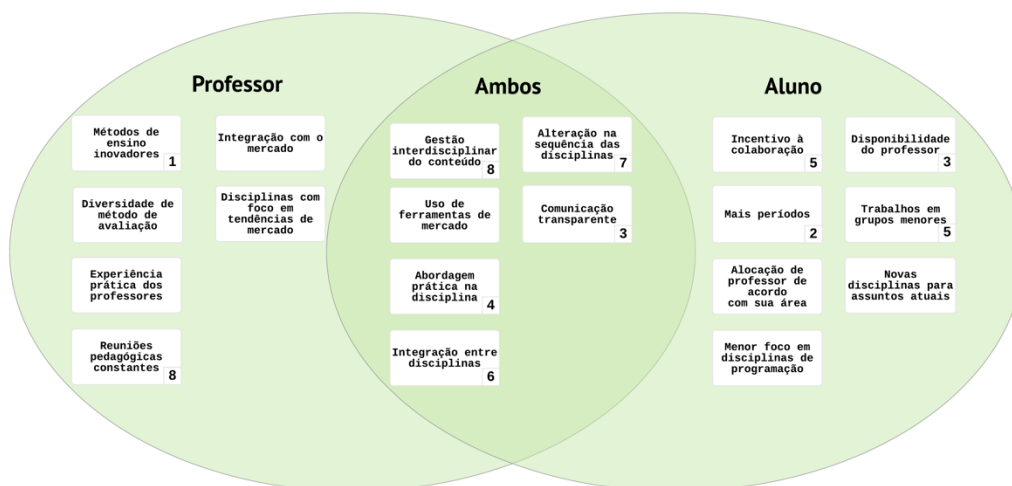 Professor
Métodos de
ensino
inovadores
1
Integração com o
mercado
Diversidade de
método de
avaliação
Disciplinas com
foco em
tendências de
mercado
Experiência
prática dos
professores
Reuniões
pedagógicas
constantes
8
Ambos
Gestão
interdisciplinar
do conteúdo
8
Alteração na
sequência das
disciplinas
7
Uso de
ferramentas de
mercado
Comunicação
transparente
3
Abordagem
prática na
disciplina
4
Integração entre
disciplinas
6
Aluno
Incentivo à
colaboração
5
Disponibilidade
do professor
3
Mais períodos
2
Trabalhos em
grupos menores
5
Alocação de
professor de
acordo
com sua área
Novas
disciplinas para
assuntos atuais
Menor foco em
disciplinas de
programação